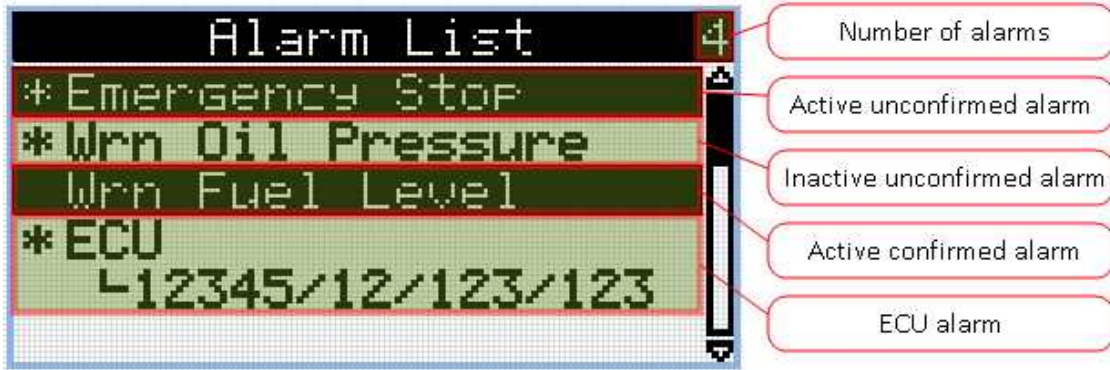 Alarm List 4
* Emergency Stop
* Wrn Oil Pressure
Wrn Fuel Level
* ECU
12345/12/123/123
Number of alarms
Active unconfirmed alarm
Inactive unconfirmed alarm
Active confirmed alarm
ECU alarm